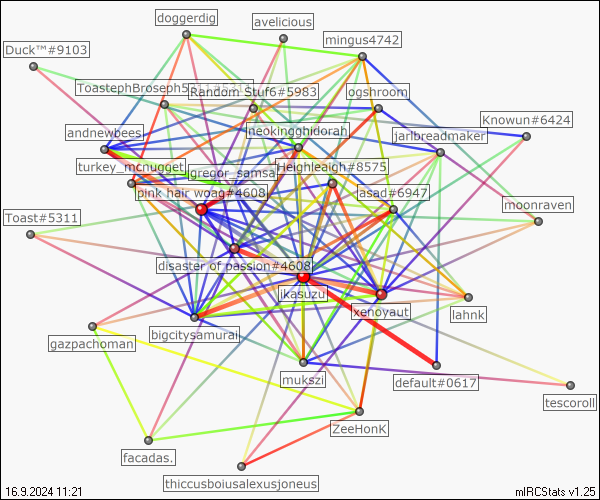 doggerdig
avelicious
mingus4742
Duck™#9103
Random Stuf6#5983
ogshroom
Knowun#6424
andnewbees
neokingghidorah
jarlbreadmaker
turkey_mcnugget
gregor_samsa
Heighleaigh#8575
pink hair woag#4608
asad#6947
moonraven
Toast#5311
disaster of passion#4608
jkasuzu
xenoyaut
lahnk
bigcitysamurai
gazpachoman
mukszi
default#0617
tescoroll
ZeeHonK
facadas.
thiccusboiusalexusjoneus
16.9.2024 11:21
mIRCStats v1.25